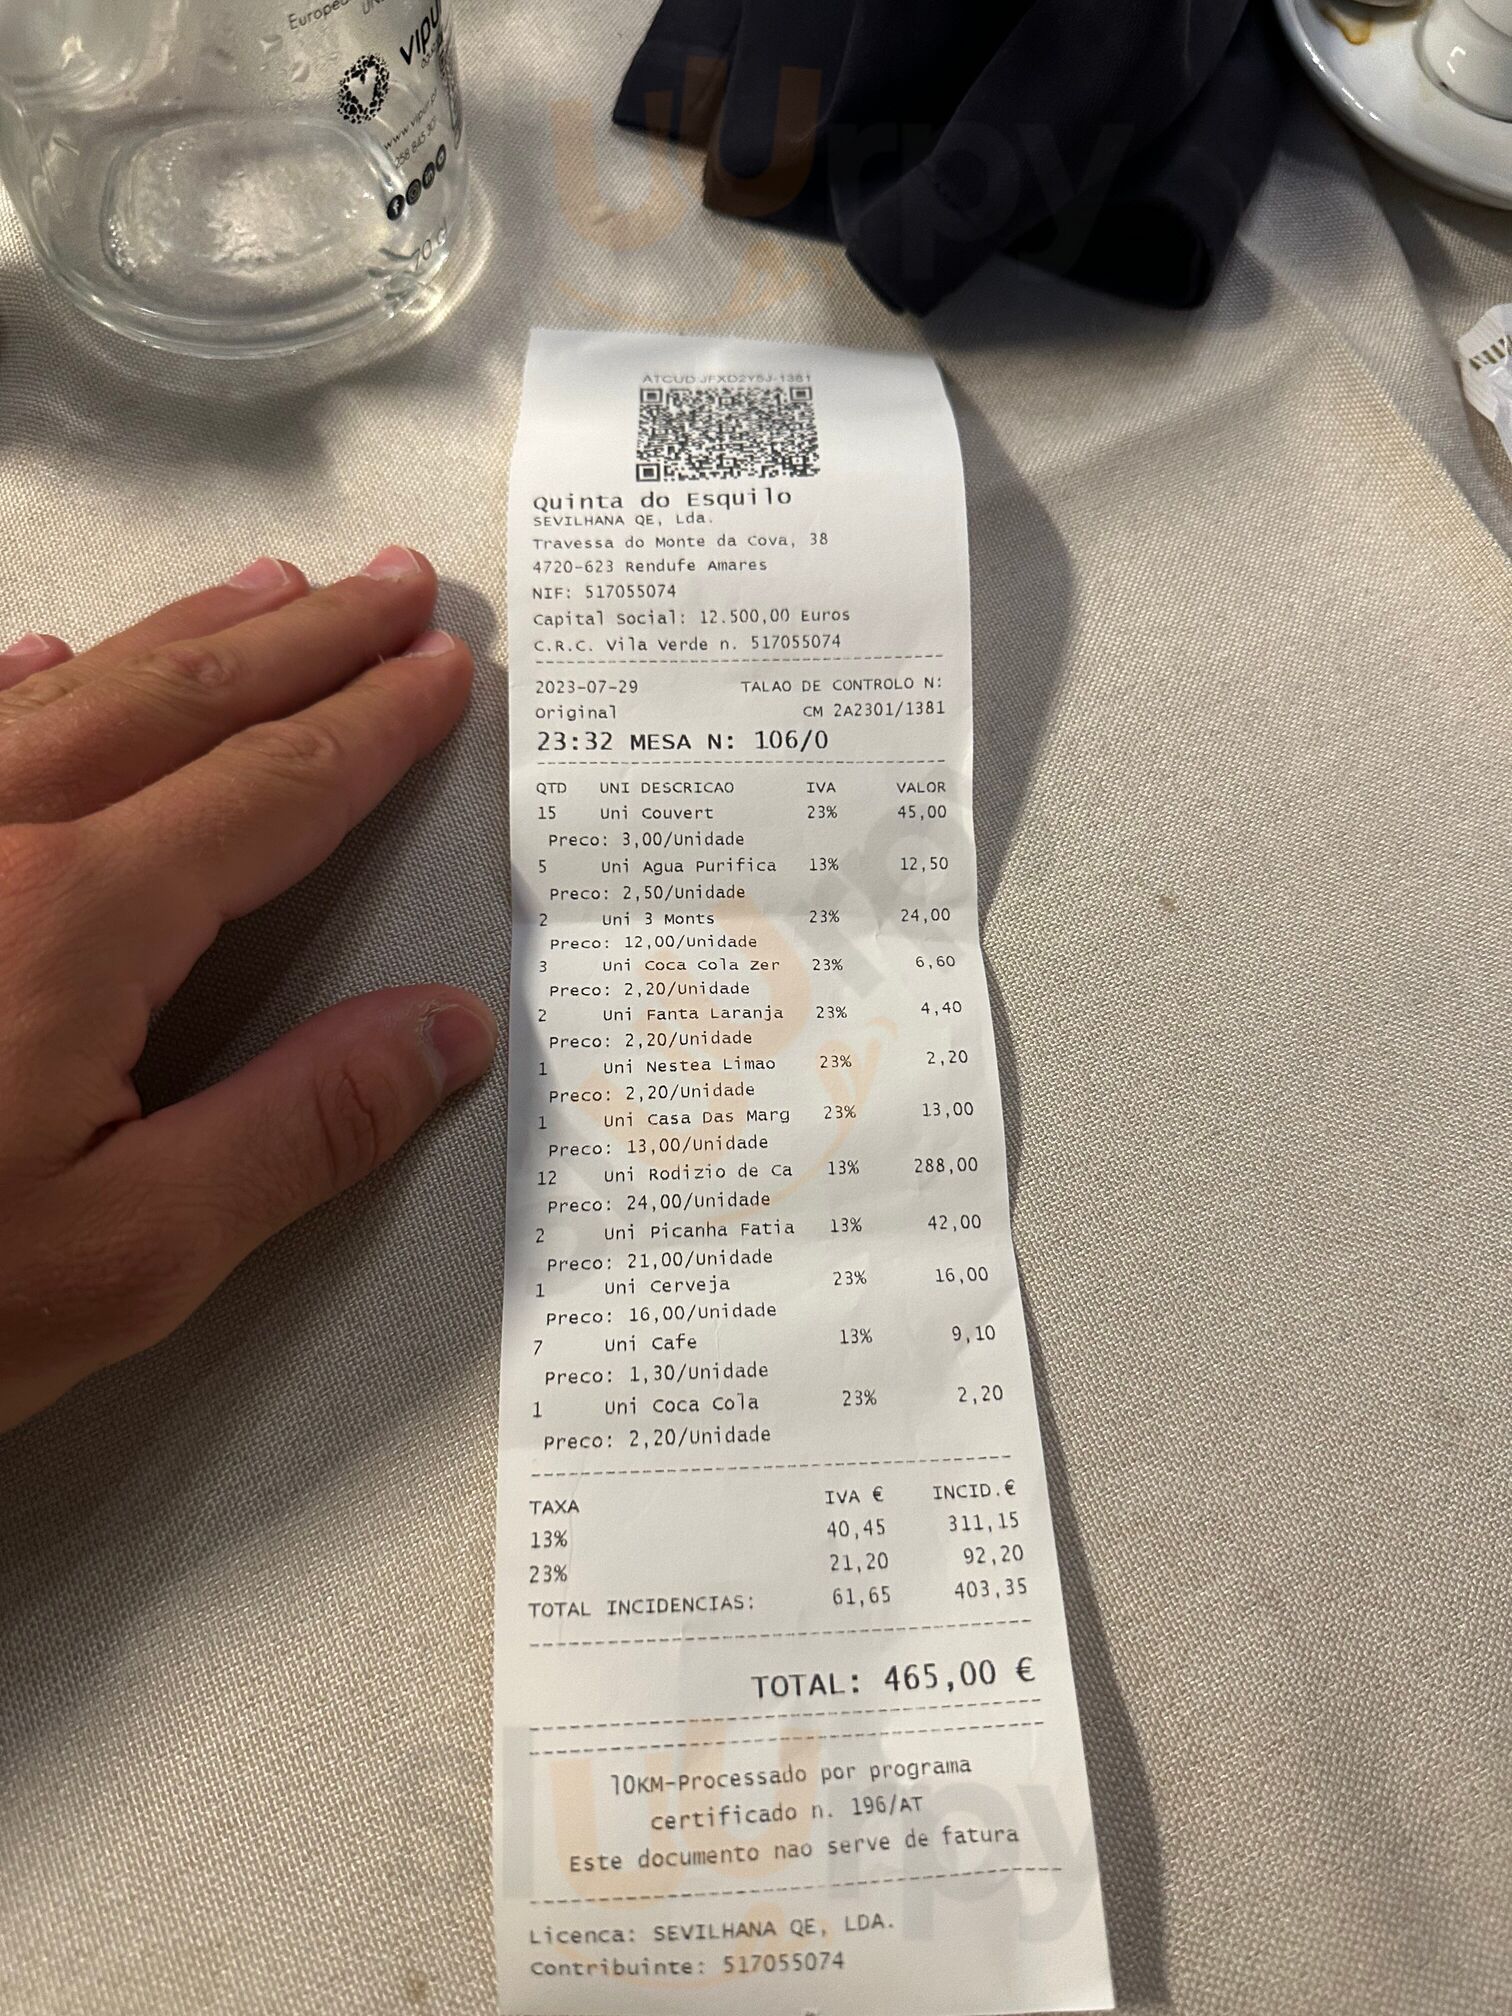 vipur
www.vipur.pt
70 cl
ATCUD JFXD2Y5J-1381
Quinta do Esquilo
SEVILHANA QE, Lda.
Travessa do Monte da Cova, 38
4720-623 Rendufe Amares
NIF: 517055074
Capital Social: 12.500,00 Euros
C.R.C. Vila Verde n. 517055074
2023-07-29 TALAO DE CONTROLO N:
Original CM 2A2301/1381
23:32 MESA N: 106/0
QTD UNI DESCRICAO IVA VALOR
15 Uni Couvert 23% 45,00
Preco: 3,00/Unidade
5 Uni Agua Purifica 13% 12,50
Preco: 2,50/Unidade
2 Uni 3 Monts 23% 24,00
Preco: 12,00/Unidade
3 Uni Coca Cola Zer 23% 6,60
Preco: 2,20/Unidade
2 Uni Fanta Laranja 23% 4,40
Preco: 2,20/Unidade
1 Uni Nestea Limao 23% 2,20
Preco: 2,20/Unidade
1 Uni Casa Das Marg 23% 13,00
Preco: 13,00/Unidade
12 Uni Rodizio de Ca 13% 288,00
Preco: 24,00/Unidade
2 Uni Picanha Fatia 13% 42,00
Preco: 21,00/Unidade
1 Uni Cerveja 23% 16,00
Preco: 16,00/Unidade
7 Uni Cafe 13% 9,10
Preco: 1,30/Unidade
1 Uni Coca Cola 23% 2,20
Preco: 2,20/Unidade
TAXA IVA € INCID.€
13% 40,45 311,15
23% 21,20 92,20
TOTAL INCIDENCIAS: 61,65 403,35
TOTAL: 465,00 €
10KM-Processado por programa
certificado n. 196/AT
Este documento nao serve de fatura
Licenca: SEVILHANA QE, LDA.
Contribuinte: 517055074